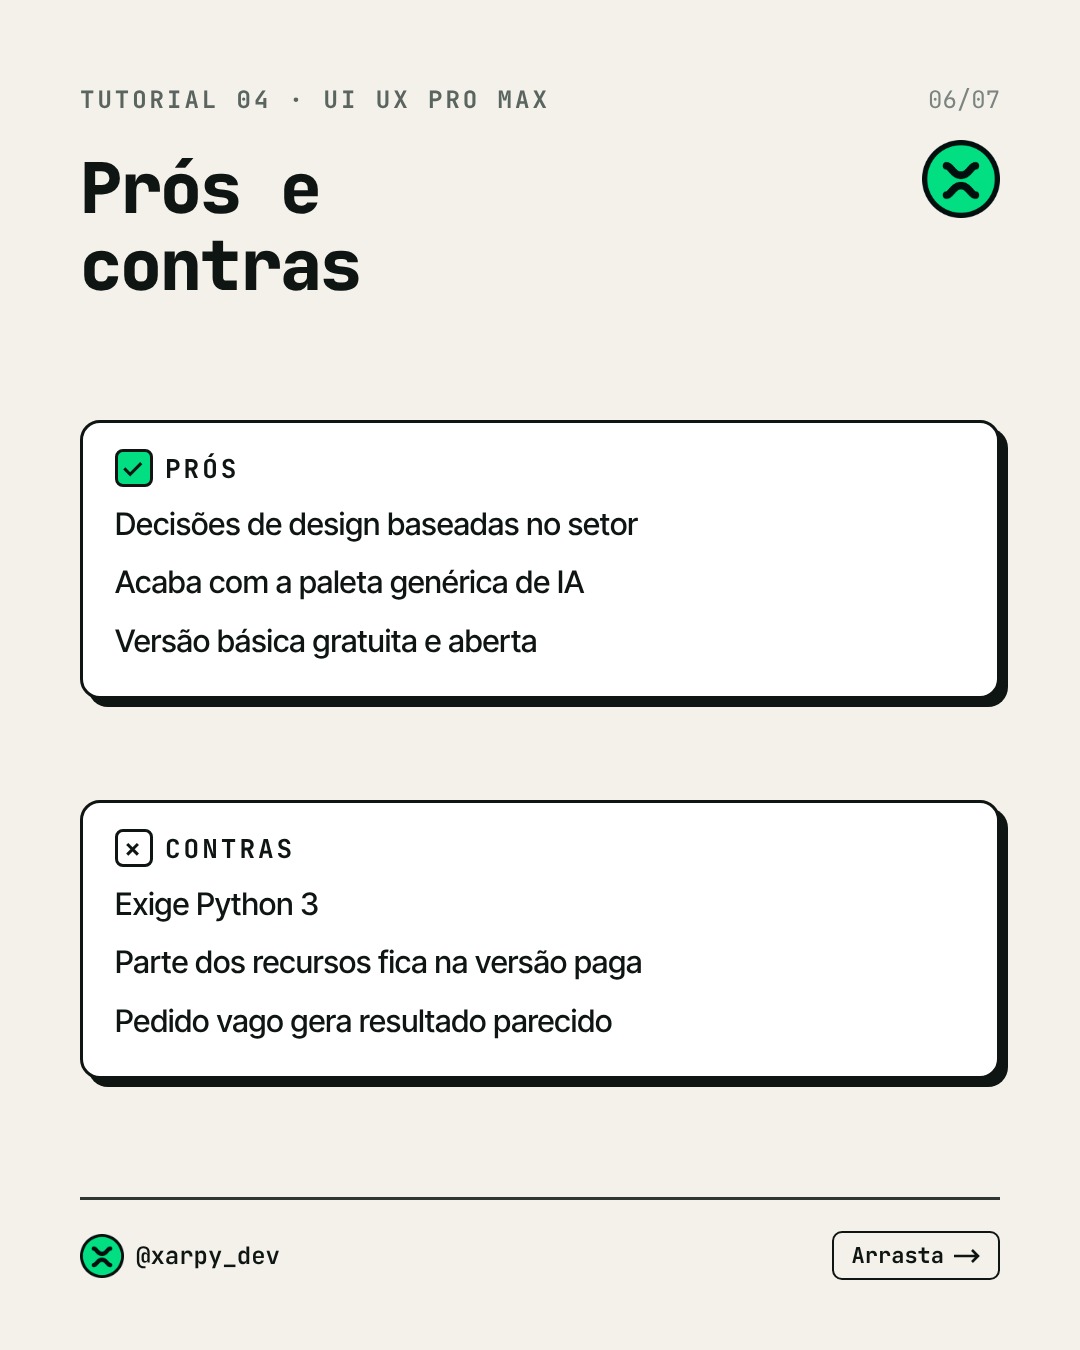 TUTORIAL 04 · UI UX PRO MAX
06/07
Prós e
contras
PRÓS
Decisões de design baseadas no setor
Acaba com a paleta genérica de IA
Versão básica gratuita e aberta
CONTRAS
Exige Python 3
Parte dos recursos fica na versão paga
Pedido vago gera resultado parecido
@xarpy_dev
Arrasta →